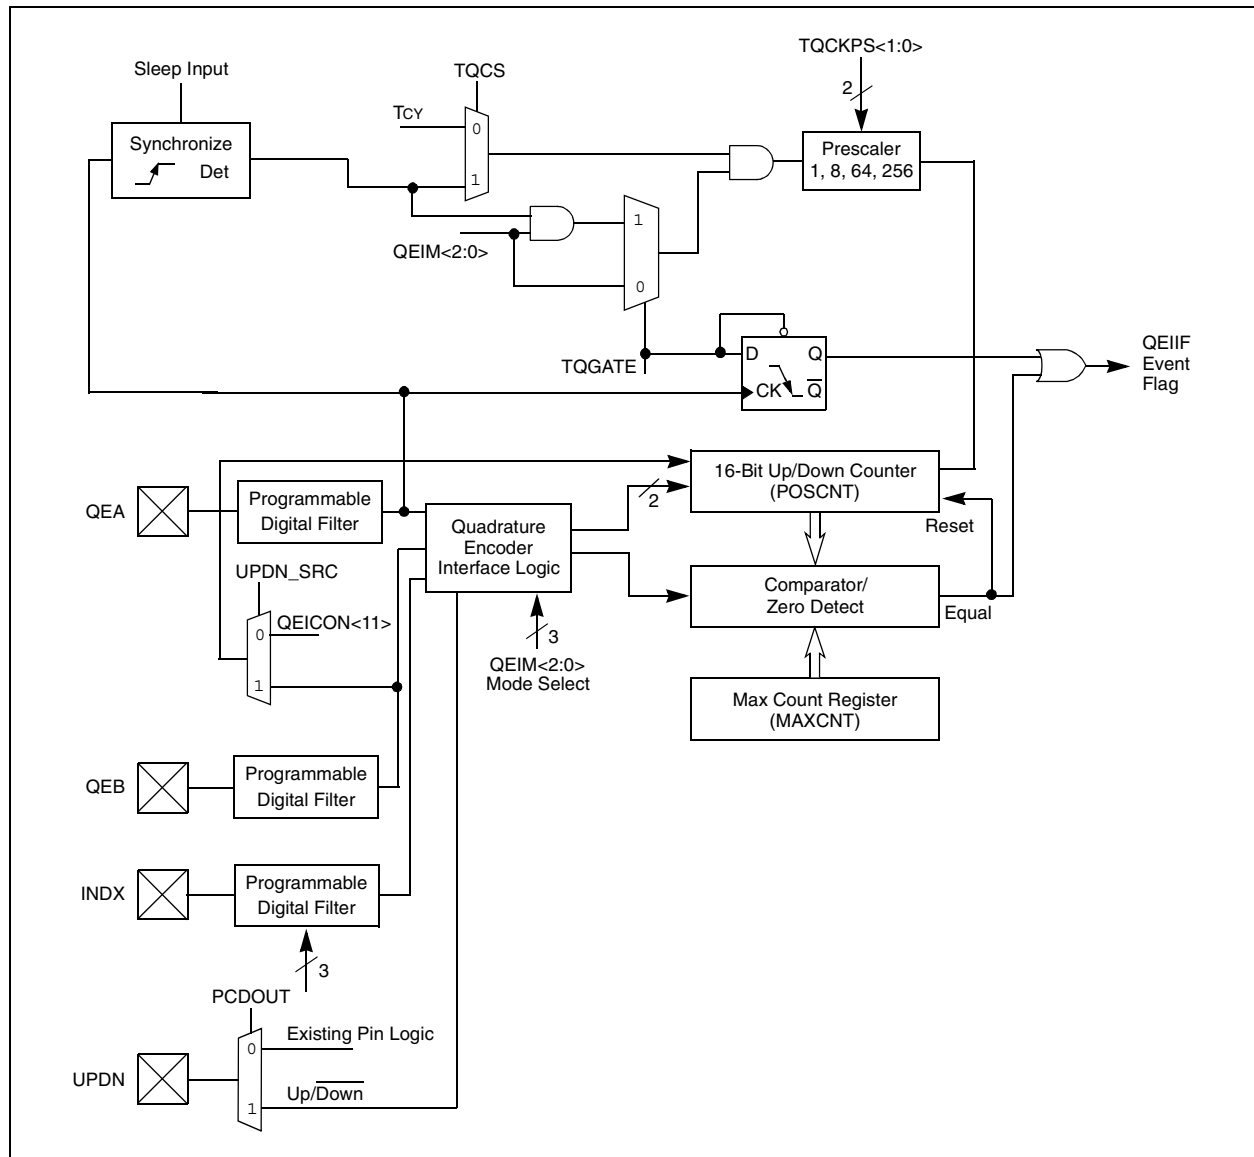 TQCKPS<1:0>
Sleep Input
TQCS
2
TCY
0
Synchronize
Det
Prescaler
1, 8, 64, 256
1
1
QEIM<2:0>
0
D
Q
QEIIF
Event
Flag
TQGATE
CK
Q
16-Bit Up/Down Counter
(POSCNT)
Programmable
Digital Filter
QEA
2
Quadrature
Encoder
Interface Logic
Reset
UPDN_SRC
Comparator/
Zero Detect
Equal
0
QEICON<11>
3
1
QEIM<2:0>
Mode Select
Max Count Register
(MAXCNT)
QEB
Programmable
Digital Filter
INDX
Programmable
Digital Filter
3
PCDOUT
0
Existing Pin Logic
UPDN
Up/Down
1